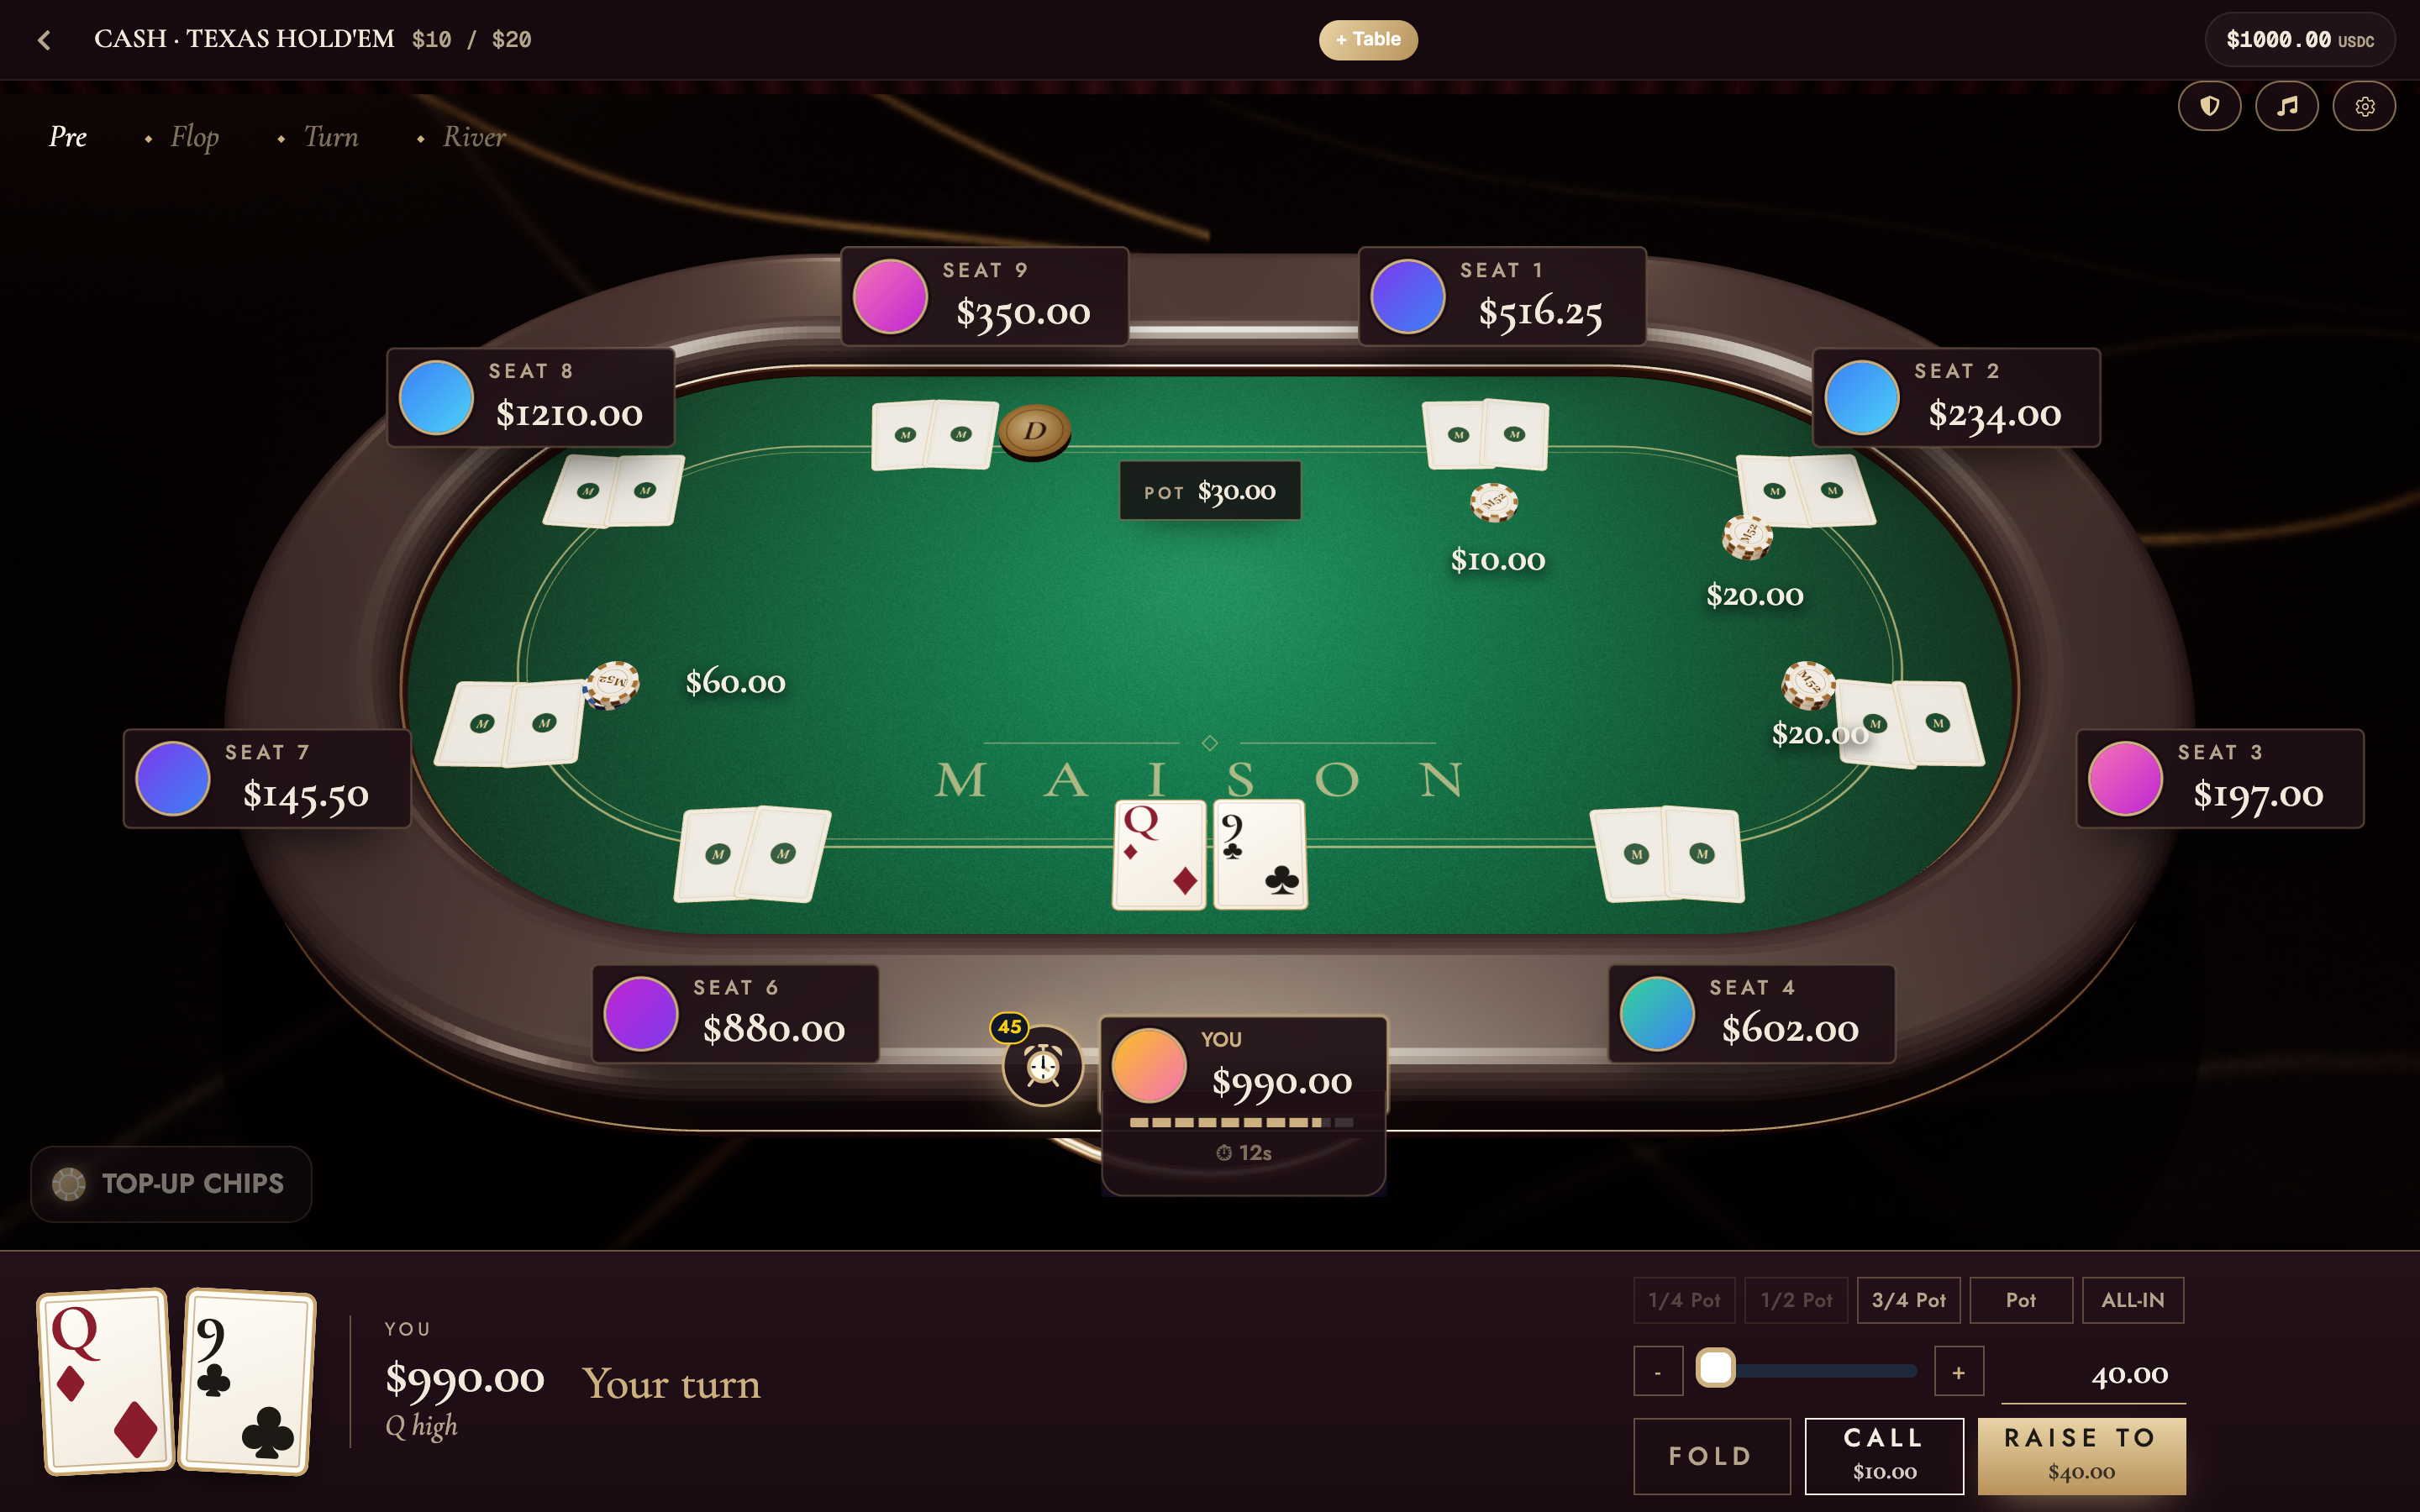 CASH · TEXAS HOLD'EM $10 / $20
+ Table
$1000.00 USDC
Pre
Flop
Turn
River
SEAT 9
$350.00
SEAT 1
$516.25
SEAT 8
$1210.00
SEAT 2
$234.00
M M
D
M M
POT $30.00
M M
M M
M52
$10.00
M52
$20.00
M52
$60.00
M52
$20.00
M M
M M
SEAT 7
$145.50
SEAT 3
$197.00
MAISON
Q
9
M M
M M
SEAT 6
$880.00
SEAT 4
$602.00
45
YOU
$990.00
12s
TOP-UP CHIPS
Q
9
YOU
$990.00
Your turn
Q high
1/4 Pot
1/2 Pot
3/4 Pot
Pot
ALL-IN
-
+
40.00
FOLD
CALL
$10.00
RAISE TO
$40.00